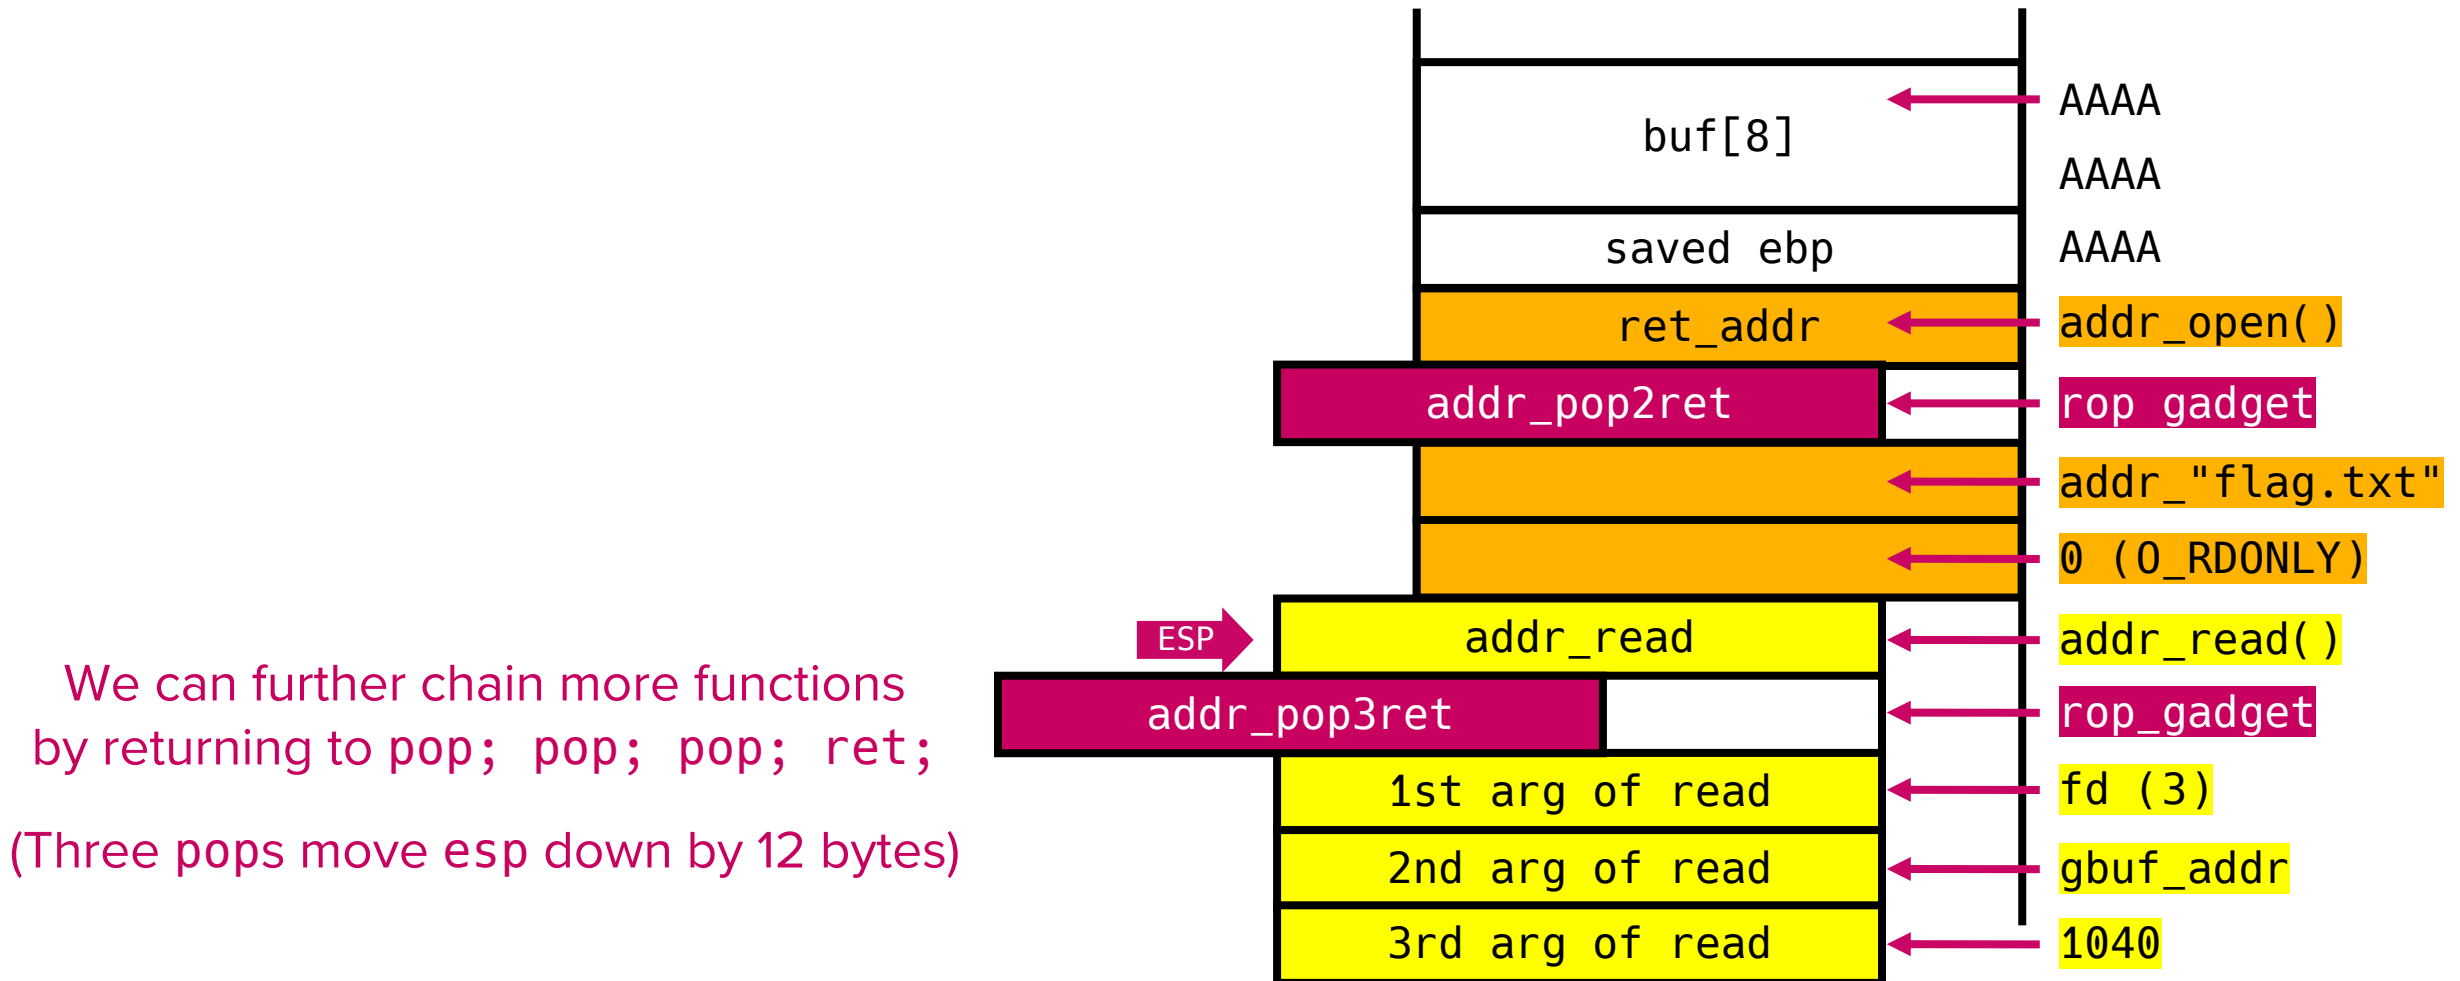 buf[8]
AAAA
AAAA
saved ebp
AAAA
ret_addr
addr_open()
addr_pop2ret
rop gadget
addr_"flag.txt"
0 (O_RDONLY)
ESP
addr_read
addr_read()
We can further chain more functions
by returning to pop; pop; pop; ret;
(Three pops move esp down by 12 bytes)
addr_pop3ret
rop_gadget
1st arg of read
fd (3)
2nd arg of read
gbuf_addr
3rd arg of read
1040